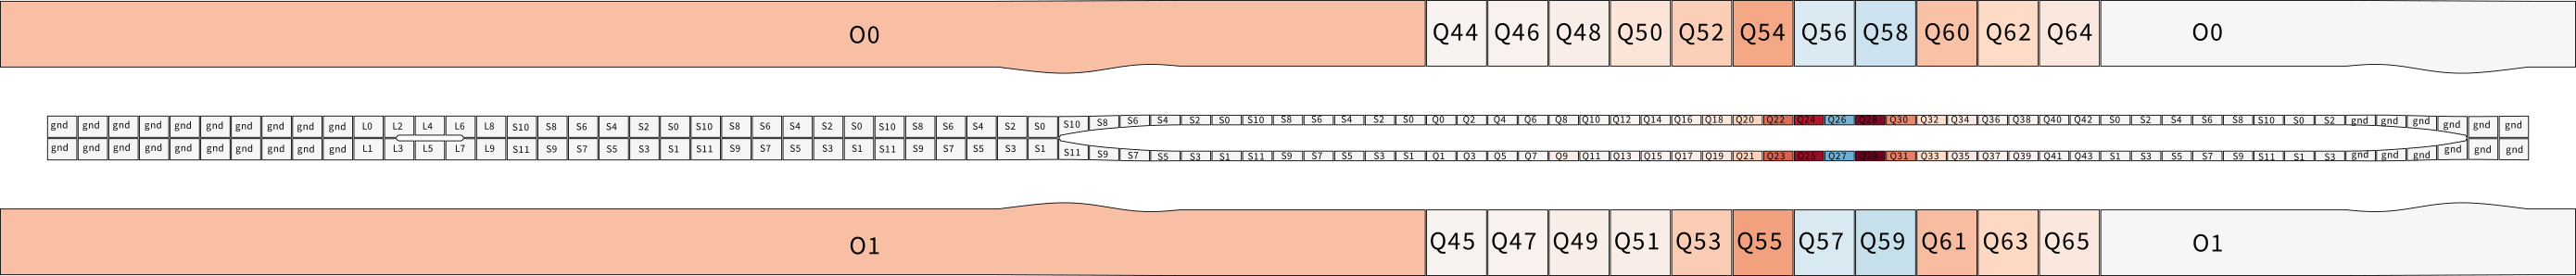 O0 Q44 Q46 Q48 Q50 Q52 Q54 Q56 Q58 Q60 Q62 Q64 O0
gnd gnd gnd gnd gnd gnd gnd gnd gnd gnd L0 L2 L4 L6 L8 S10 S8 S6 S4 S2 S0 S10 S8 S6 S4 S2 S0 S10 S8 S6 S4 S2 S0 S10 S8 S6 S4 S2 S0 S10 S8 S6 S4 S2 S0 Q0 Q2 Q4 Q6 Q8 Q10 Q12 Q14 Q16 Q18 Q20 Q22 Q24 Q26 Q28 Q30 Q32 Q34 Q36 Q38 Q40 Q42 S0 S2 S4 S6 S8 S10 S0 S2 gnd gnd gnd gnd gnd gnd
gnd gnd gnd gnd gnd gnd gnd gnd gnd gnd L1 L3 L5 L7 L9 S11 S9 S7 S5 S3 S1 S11 S9 S7 S5 S3 S1 S11 S9 S7 S5 S3 S1 S11 S9 S7 S5 S3 S1 S11 S9 S7 S5 S3 S1 Q1 Q3 Q5 Q7 Q9 Q11 Q13 Q15 Q17 Q19 Q21 Q23 Q25 Q27 Q29 Q31 Q33 Q35 Q37 Q39 Q41 Q43 S1 S3 S5 S7 S9 S11 S1 S3 gnd gnd gnd gnd gnd gnd
O1 Q45 Q47 Q49 Q51 Q53 Q55 Q57 Q59 Q61 Q63 Q65 O1